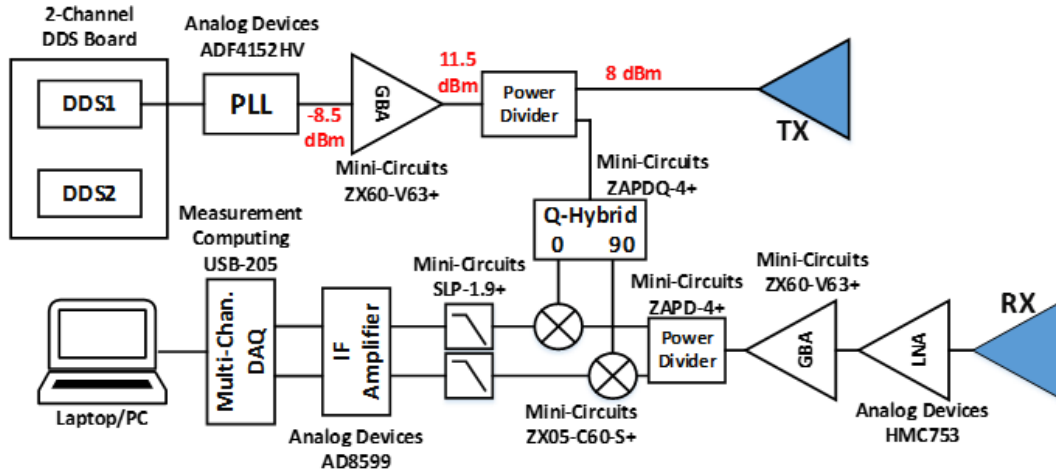 2-Channel
DDS Board
DDS1
DDS2
Analog Devices
ADF4152HV
PLL
-8.5
dBm
GBA
Mini-Circuits
ZX60-V63+
11.5
dBm
Power
Divider
8 dBm
TX
Mini-Circuits
ZAPDQ-4+
Q-Hybrid
0 90
Measurement
Computing
USB-205
Multi-Chan.
DAQ
Laptop/PC
IF
Amplifier
Analog Devices
AD8599
Mini-Circuits
SLP-1.9+
Mini-Circuits
ZX05-C60-S+
Mini-Circuits
ZAPD-4+
Power
Divider
Mini-Circuits
ZX60-V63+
GBA
LNA
Analog Devices
HMC753
RX